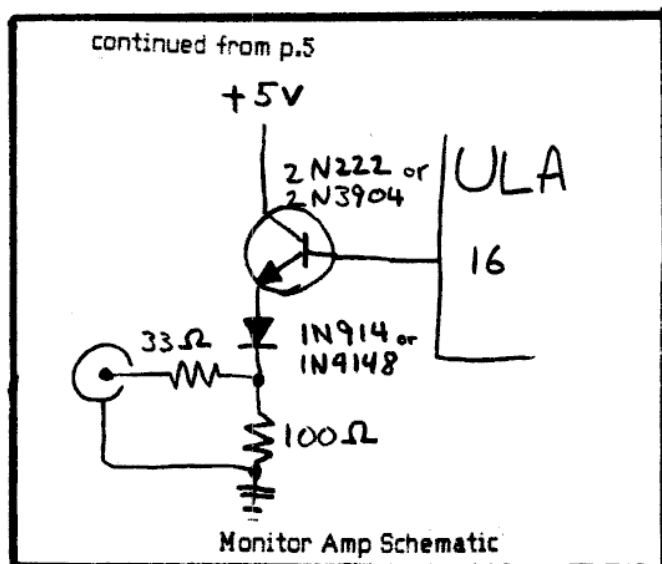 continued from p.5
+5V
2N222 or
2N3904
ULA
16
33Ω
1N914 or
1N4148
100Ω
Monitor Amp Schematic